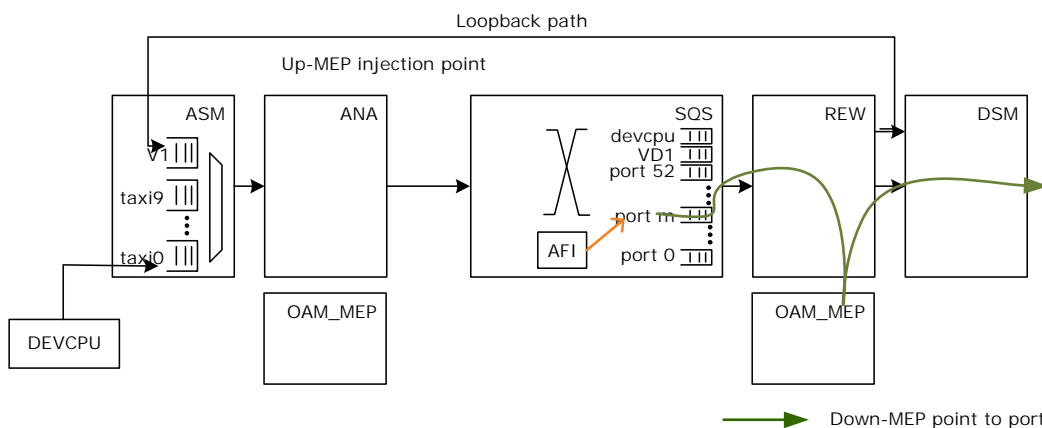 Loopback path
Up-MEP injection point
ASM
ANA
SQS
REW
DSM
devcpu
V1
VD1
port 52
taxi9
port m
AFI
taxi0
port 0
OAM_MEP
OAM_MEP
DEVCPU
Down-MEP point to port